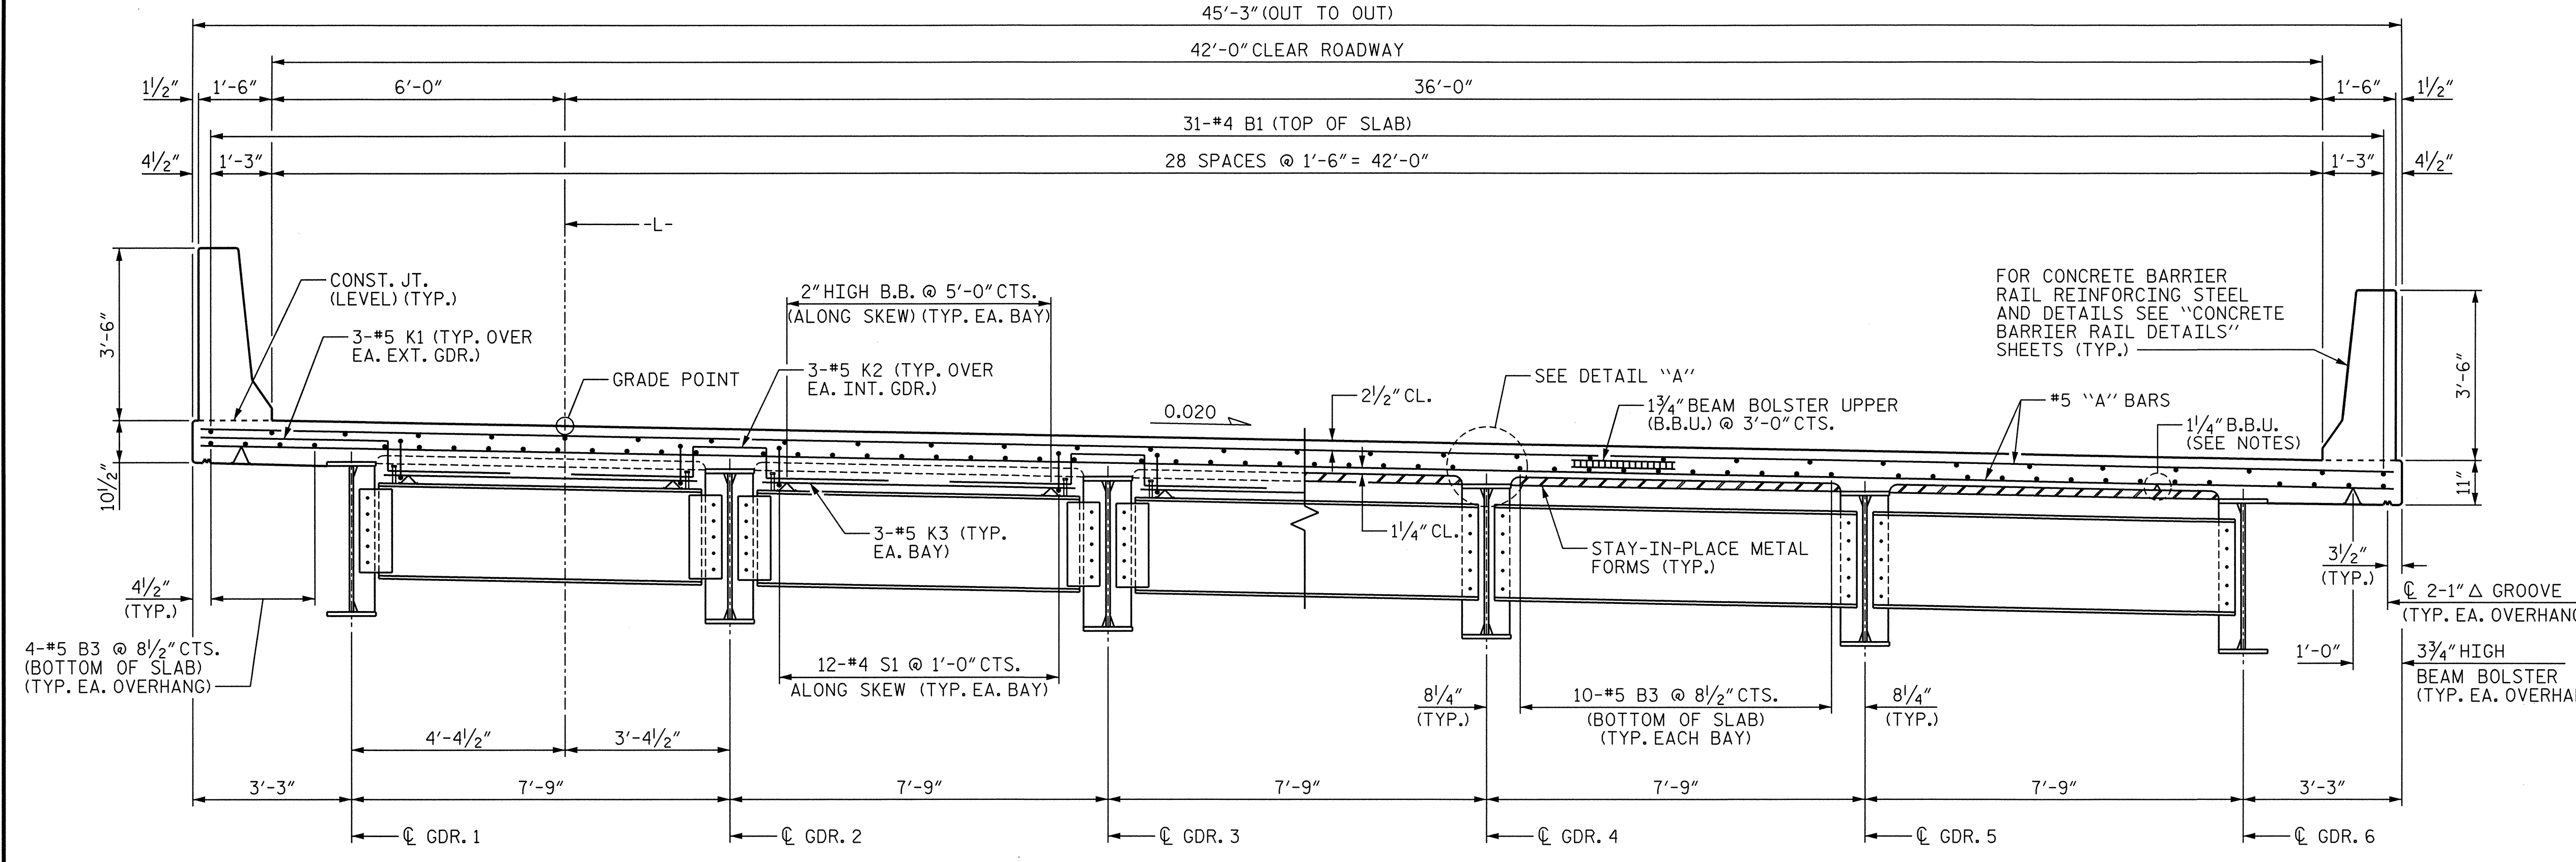 45'-3" (OUT TO OUT)
42'-0" CLEAR ROADWAY
1½" 1'-6" 6'-0" 36'-0" 1'-6" 1½"
31-#4 B1 (TOP OF SLAB)
4½" 1'-3" 28 SPACES @ 1'-6" = 42'-0" 1'-3" 4½"
-L-
CONST. JT.
(LEVEL) (TYP.)
3-#5 K1 (TYP. OVER
EA. EXT. GDR.)
3'-6"
10½"
2" HIGH B.B. @ 5'-0" CTS.
(ALONG SKEW) (TYP. EA. BAY)
GRADE POINT
3-#5 K2 (TYP. OVER
EA. INT. GDR.)
0.020
2½" CL.
SEE DETAIL "A"
1¾" BEAM BOLSTER UPPER
(B.B.U.) @ 3'-0" CTS.
FOR CONCRETE BARRIER
RAIL REINFORCING STEEL
AND DETAILS SEE "CONCRETE
BARRIER RAIL DETAILS"
SHEETS (TYP.)
#5 "A" BARS
1¼" B.B.U.
(SEE NOTES)
3'-6"
11"
3-#5 K3 (TYP.
EA. BAY)
1¼" CL.
STAY-IN-PLACE METAL
FORMS (TYP.)
4½"
(TYP.)
3½"
(TYP.)
℄ 2-1" △ GROOVE
(TYP. EA. OVERHANG
4-#5 B3 @ 8½" CTS.
(BOTTOM OF SLAB)
(TYP. EA. OVERHANG)
12-#4 S1 @ 1'-0" CTS.
ALONG SKEW (TYP. EA. BAY)
8¼"
(TYP.)
10-#5 B3 @ 8½" CTS.
(BOTTOM OF SLAB)
(TYP. EACH BAY)
8¼"
(TYP.)
1'-0"
3¾" HIGH
BEAM BOLSTER
(TYP. EA. OVERHA
4'-4½" 3'-4½"
3'-3" 7'-9" 7'-9" 7'-9" 7'-9" 7'-9" 3'-3"
℄ GDR. 1 ℄ GDR. 2 ℄ GDR. 3 ℄ GDR. 4 ℄ GDR. 5 ℄ GDR. 6